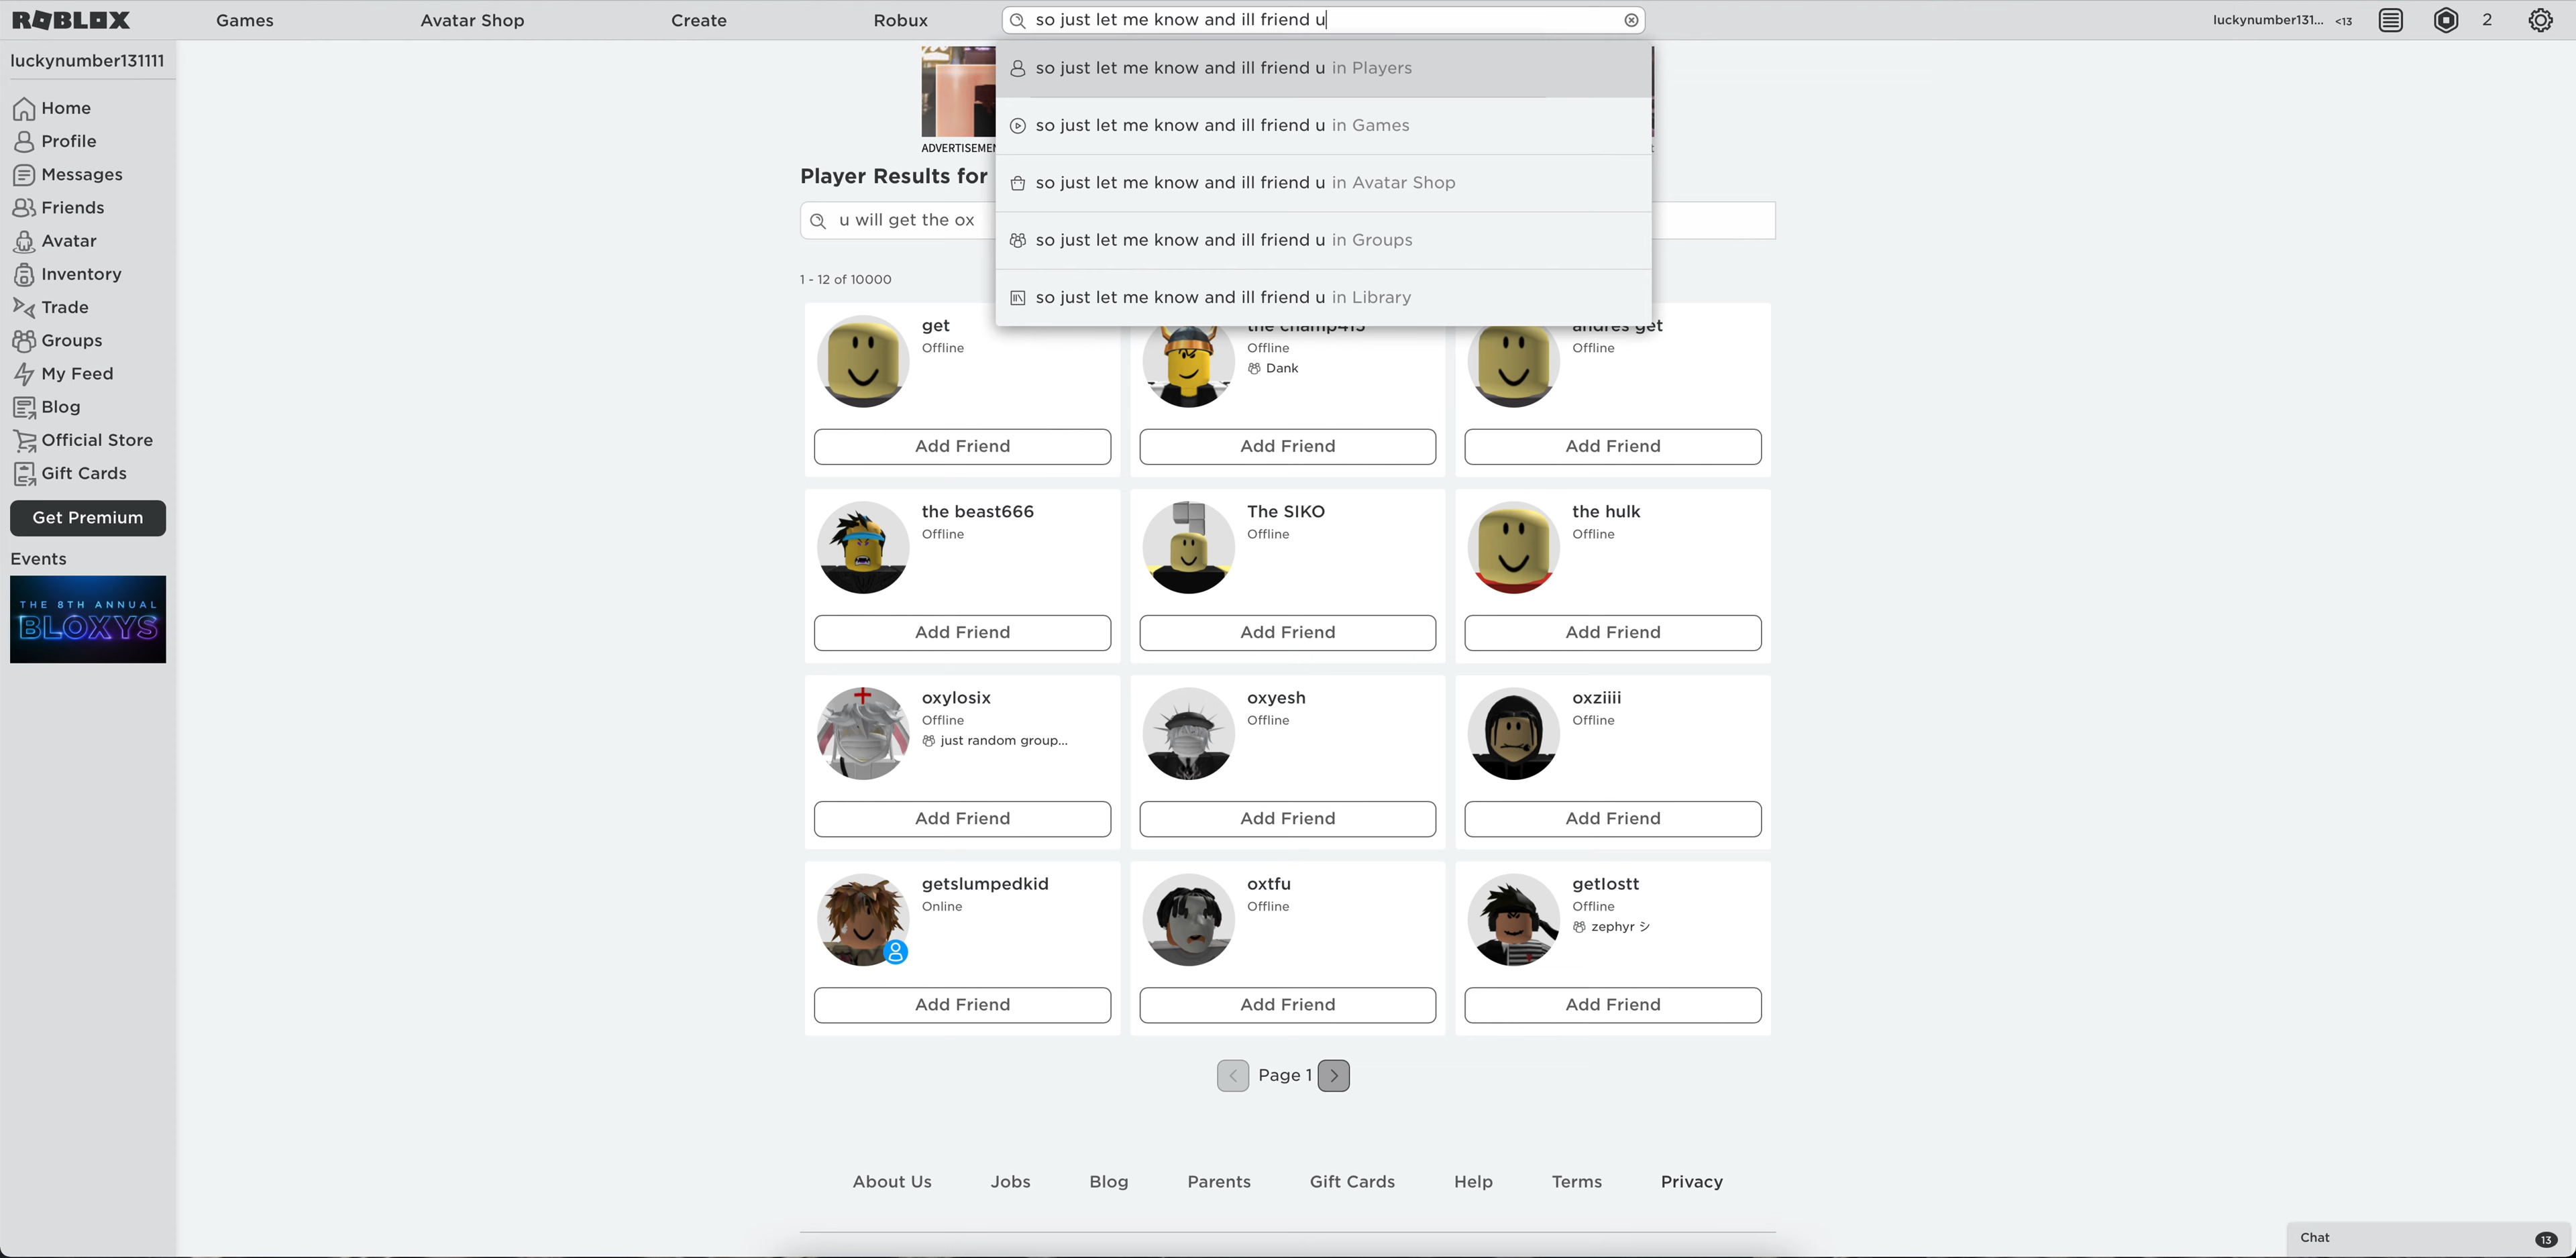 ROBLOX
Games
Avatar Shop
Create
Robux
so just let me know and ill friend u
luckynumber131... <13
2
luckynumber131111
Home
Profile
Messages
Friends
Avatar
Inventory
Trade
Groups
My Feed
Blog
Official Store
Gift Cards
Get Premium
Events
THE 8TH ANNUAL
BLOXYS
so just let me know and ill friend u in Players
so just let me know and ill friend u in Games
so just let me know and ill friend u in Avatar Shop
so just let me know and ill friend u in Groups
so just let me know and ill friend u in Library
Player Results for
u will get the ox
1 - 12 of 10000
get
Offline
Add Friend
the champ415
Offline
Dank
Add Friend
andres get
Offline
Add Friend
the beast666
Offline
Add Friend
The SIKO
Offline
Add Friend
the hulk
Offline
Add Friend
oxylosix
Offline
just random group...
Add Friend
oxyesh
Offline
Add Friend
oxziiii
Offline
Add Friend
getslumpedkid
Online
Add Friend
oxtfu
Offline
Add Friend
getlostt
Offline
zephyr シ
Add Friend
Page 1
About Us
Jobs
Blog
Parents
Gift Cards
Help
Terms
Privacy
Chat
13